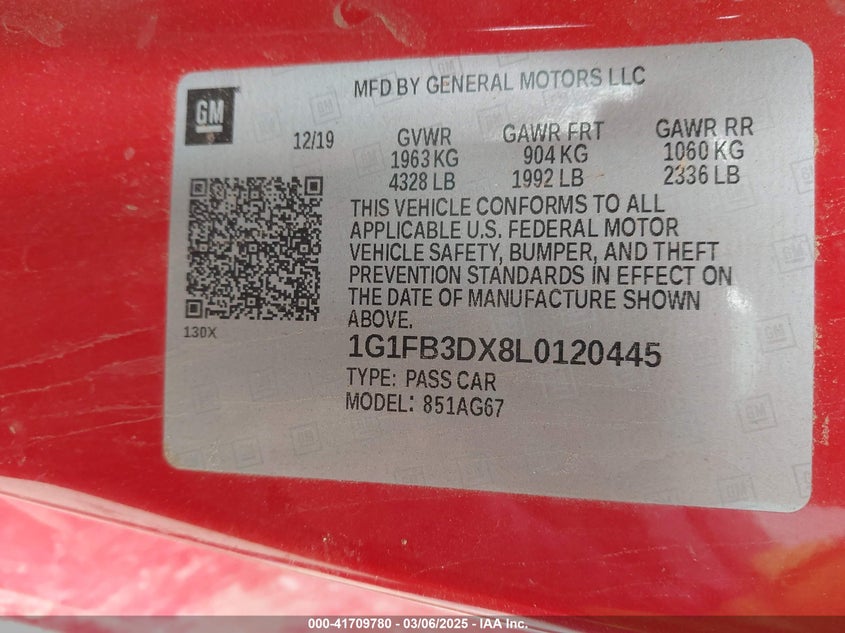 MFD BY GENERAL MOTORS LLC
GM
12/19
GVWR GAWR FRT GAWR RR
1963 KG 904 KG 1060 KG
4328 LB 1992 LB 2336 LB
THIS VEHICLE CONFORMS TO ALL
APPLICABLE U.S. FEDERAL MOTOR
VEHICLE SAFETY, BUMPER, AND THEFT
PREVENTION STANDARDS IN EFFECT ON
THE DATE OF MANUFACTURE SHOWN
ABOVE.
130X
1G1FB3DX8L0120445
TYPE: PASS CAR
MODEL: 851AG67
000-41709780 - 03/06/2025 - IAA Inc.